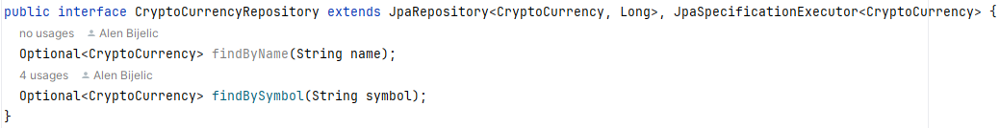 public interface CryptoCurrencyRepository extends JpaRepository<CryptoCurrency, Long>, JpaSpecificationExecutor<CryptoCurrency> {
no usages Alen Bijelic
Optional<CryptoCurrency> findByName(String name);
4 usages Alen Bijelic
Optional<CryptoCurrency> findBySymbol(String symbol);
}